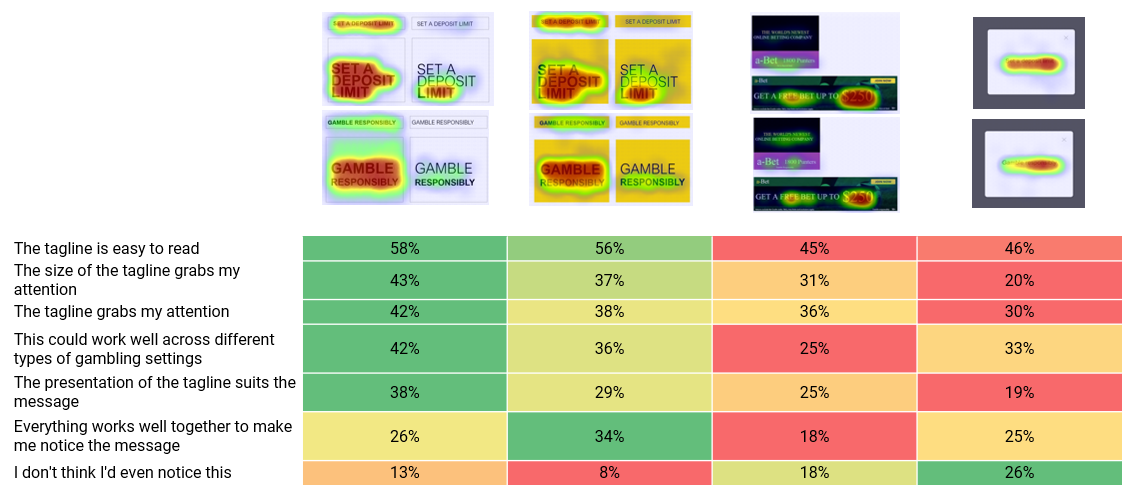 SET A DEPOSIT LIMIT
SET A DEPOSIT LIMIT
SET A
DEPOSIT
LIMIT
SET A
DEPOSIT
LIMIT
GAMBLE RESPONSIBLY
GAMBLE RESPONSIBLY
GAMBLE
RESPONSIBLY
GAMBLE
RESPONSIBLY
SET A DEPOSIT LIMIT
SET A DEPOSIT LIMIT
SET A
DEPOSIT
LIMIT
SET A
DEPOSIT
LIMIT
GAMBLE RESPONSIBLY
GAMBLE RESPONSIBLY
GAMBLE
RESPONSIBLY
GAMBLE
RESPONSIBLY
THE WORLD'S NEWEST
ONLINE BETTING COMPANY
a-Bet
a-Bet
GET A FREE BET UP TO $250
THE WORLD'S NEWEST
ONLINE BETTING COMPANY
a-Bet
a-Bet
GET A FREE BET UP TO $250
The tagline is easy to read 58% 56% 45% 46%
The size of the tagline grabs my
attention 43% 37% 31% 20%
The tagline grabs my attention 42% 38% 36% 30%
This could work well across different
types of gambling settings 42% 36% 25% 33%
The presentation of the tagline suits the
message 38% 29% 25% 19%
Everything works well together to make
me notice the message 26% 34% 18% 25%
I don't think I'd even notice this 13% 8% 18% 26%